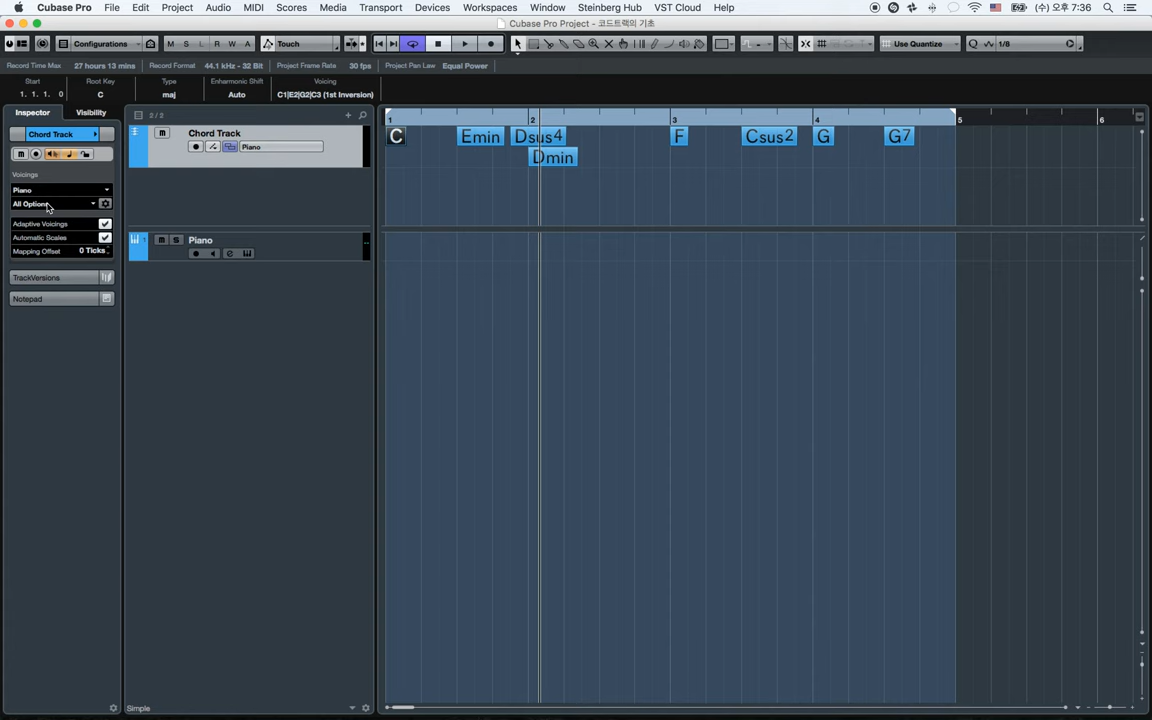 Cubase Pro File Edit Project Audio MIDI Scores Media Transport Devices Workspaces Window Steinberg Hub VST Cloud Help (수) 오후 7:36
Cubase Pro Project - 코드트랙의 기초
Configurations M S L R W A Touch Use Quantize 1/8
Record Time Max 27 hours 13 mins Record Format 44.1 kHz - 32 Bit Project Frame Rate 30 fps Project Pan Law Equal Power
Start Root Key Type Enharmonic Shift Voicing
1. 1. 1. 0 C maj Auto C1|E2|G2|C3 (1st Inversion)
Inspector Visibility 2 / 2 1 2 3 4 5 6
Chord Track M Chord Track C Emin Dsus4 F Csus2 G G7
Piano
M
Dmin
Voicings
Piano
All Options
Adaptive Voicings
Automatic Scales
Mapping Offset 0 Ticks
1 M S Piano
e
TrackVersions
Notepad
Simple